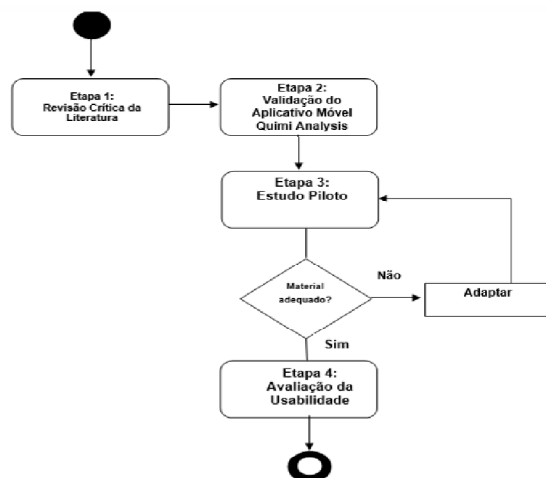 Etapa 1:
Revisão Crítica da
Literatura
Etapa 2:
Validação do
Aplicativo Móvel
Quimi Analysis
Etapa 3:
Estudo Piloto
Material
adequado?
Não
Adaptar
Sim
Etapa 4:
Avaliação da
Usabilidade